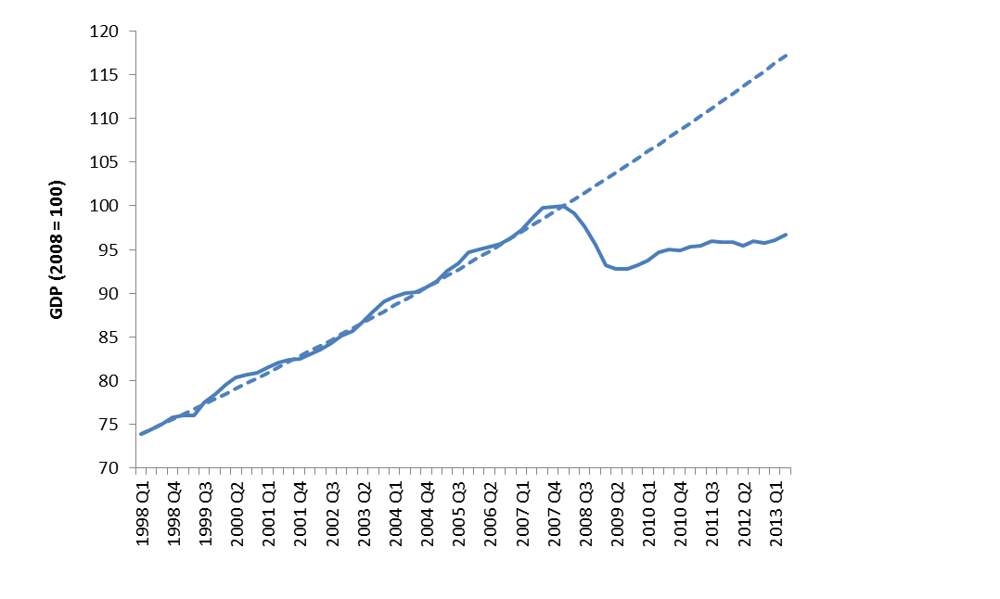 GDP (2008 = 100)
120
115
110
105
100
95
90
85
80
75
70
1998 Q1
1998 Q4
1999 Q3
2000 Q2
2001 Q1
2001 Q4
2002 Q3
2003 Q2
2004 Q1
2004 Q4
2005 Q3
2006 Q2
2007 Q1
2007 Q4
2008 Q3
2009 Q2
2010 Q1
2010 Q4
2011 Q3
2012 Q2
2013 Q1